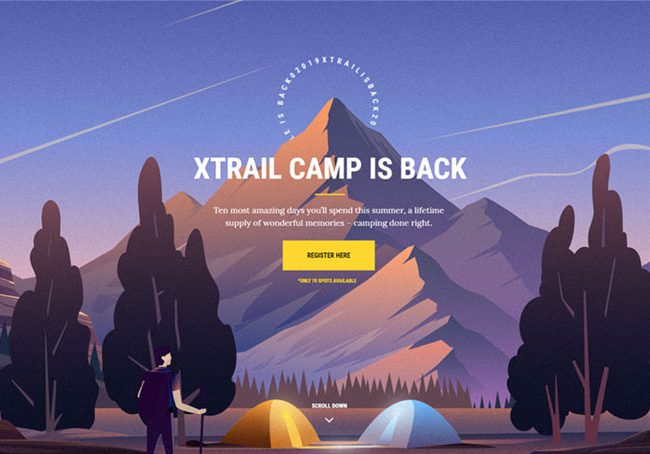 LE IS BACK02019XTRAILISBACK20
XTRAIL CAMP IS BACK
Ten most amazing days you'll spend this summer, a lifetime
supply of wonderful memories – camping done right.
REGISTER HERE
*ONLY 70 SPOTS AVAILABLE
SCROLL DOWN